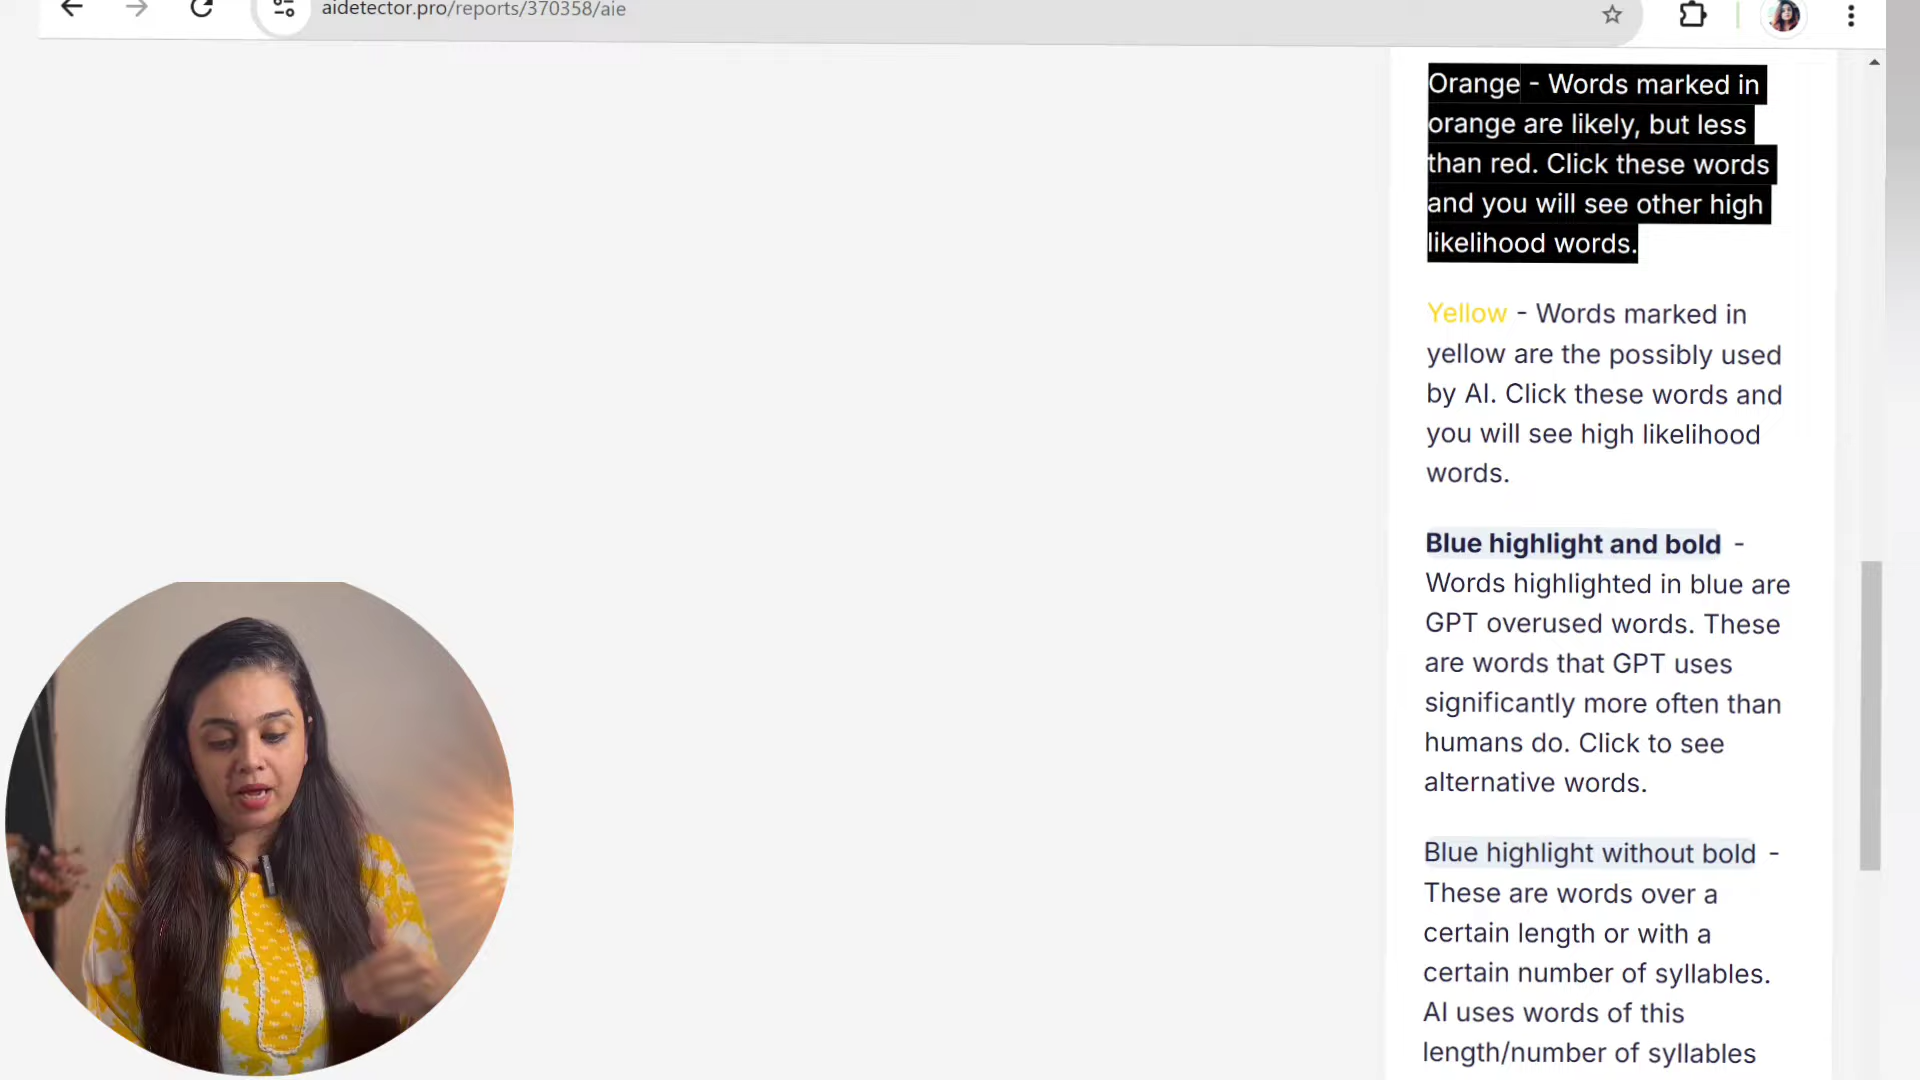 aidetector.pro/reports/370358/aie
Orange - Words marked in
orange are likely, but less
than red. Click these words
and you will see other high
likelihood words.
Yellow - Words marked in
yellow are the possibly used
by AI. Click these words and
you will see high likelihood
words.
Blue highlight and bold -
Words highlighted in blue are
GPT overused words. These
are words that GPT uses
significantly more often than
humans do. Click to see
alternative words.
Blue highlight without bold -
These are words over a
certain length or with a
certain number of syllables.
AI uses words of this
length/number of syllables